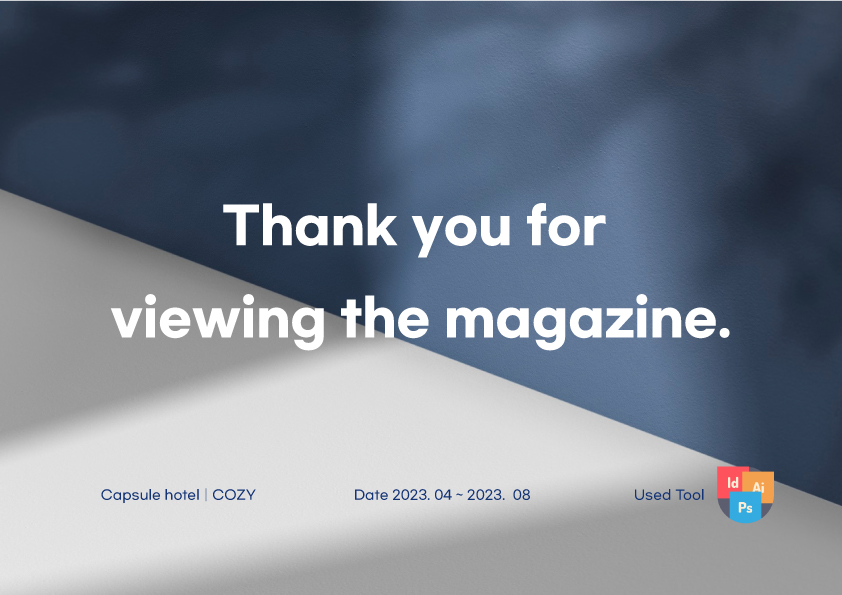 Thank you for
viewing the magazine.
Capsule hotel | COZY
Date 2023. 04 ~ 2023. 08
Used Tool
Id
Ai
Ps